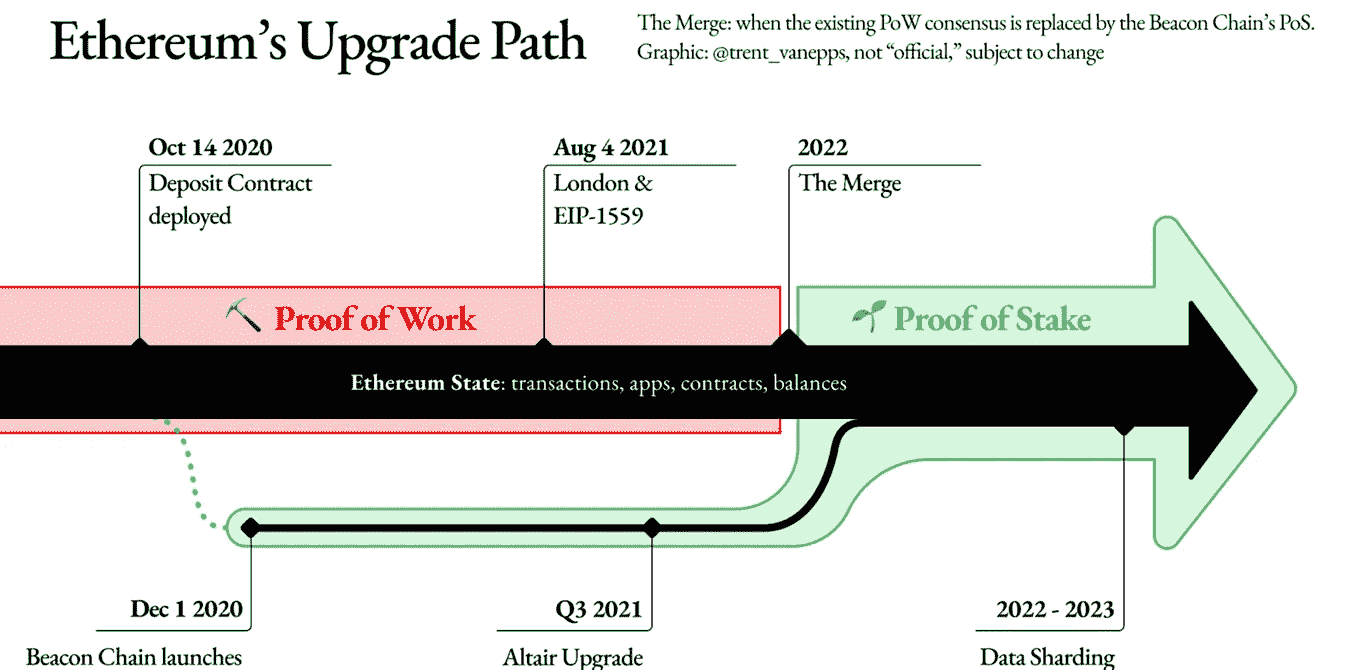 Ethereum’s Upgrade Path
The Merge: when the existing PoW consensus is replaced by the Beacon Chain’s PoS.
Graphic: @trent_vanepps, not “official,” subject to change
Oct 14 2020
Deposit Contract
deployed
Aug 4 2021
London &
EIP-1559
2022
The Merge
Proof of Work
Proof of Stake
Ethereum State: transactions, apps, contracts, balances
Dec 1 2020
Beacon Chain launches
Q3 2021
Altair Upgrade
2022 - 2023
Data Sharding